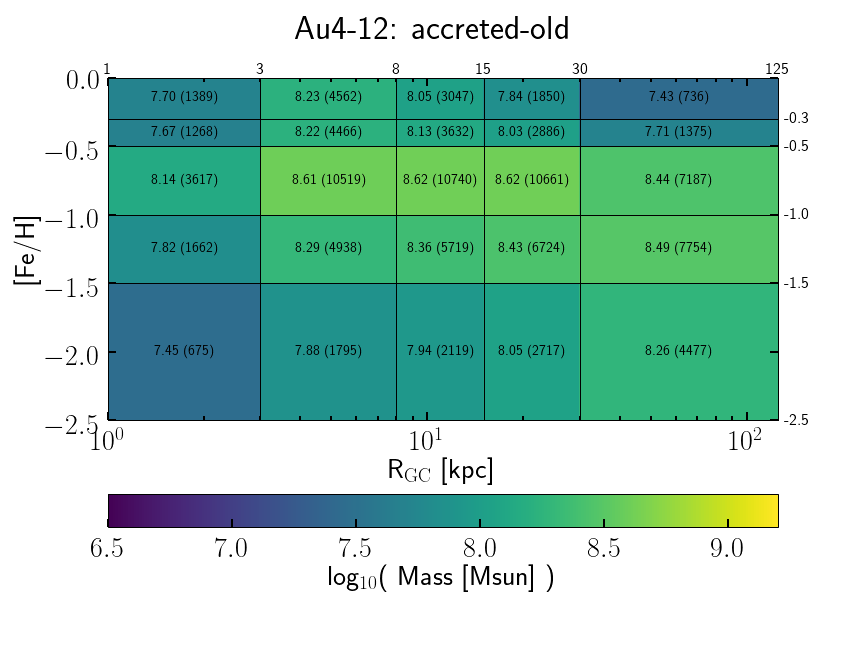 Au4-12: accreted-old
1 3 8 15 30 125
0.0 7.70 (1389) 8.23 (4562) 8.05 (3047) 7.84 (1850) 7.43 (736)
-0.3
7.67 (1268) 8.22 (4466) 8.13 (3632) 8.03 (2886) 7.71 (1375)
−0.5 -0.5
8.14 (3617) 8.61 (10519) 8.62 (10740) 8.62 (10661) 8.44 (7187)
−1.0 -1.0
[Fe/H]
7.82 (1662) 8.29 (4938) 8.36 (5719) 8.43 (6724) 8.49 (7754)
−1.5 -1.5
7.45 (675) 7.88 (1795) 7.94 (2119) 8.05 (2717) 8.26 (4477)
−2.0
−2.5 -2.5
10⁰ 10¹ 10²
R_GC [kpc]
6.5 7.0 7.5 8.0 8.5 9.0
log₁₀( Mass [Msun] )